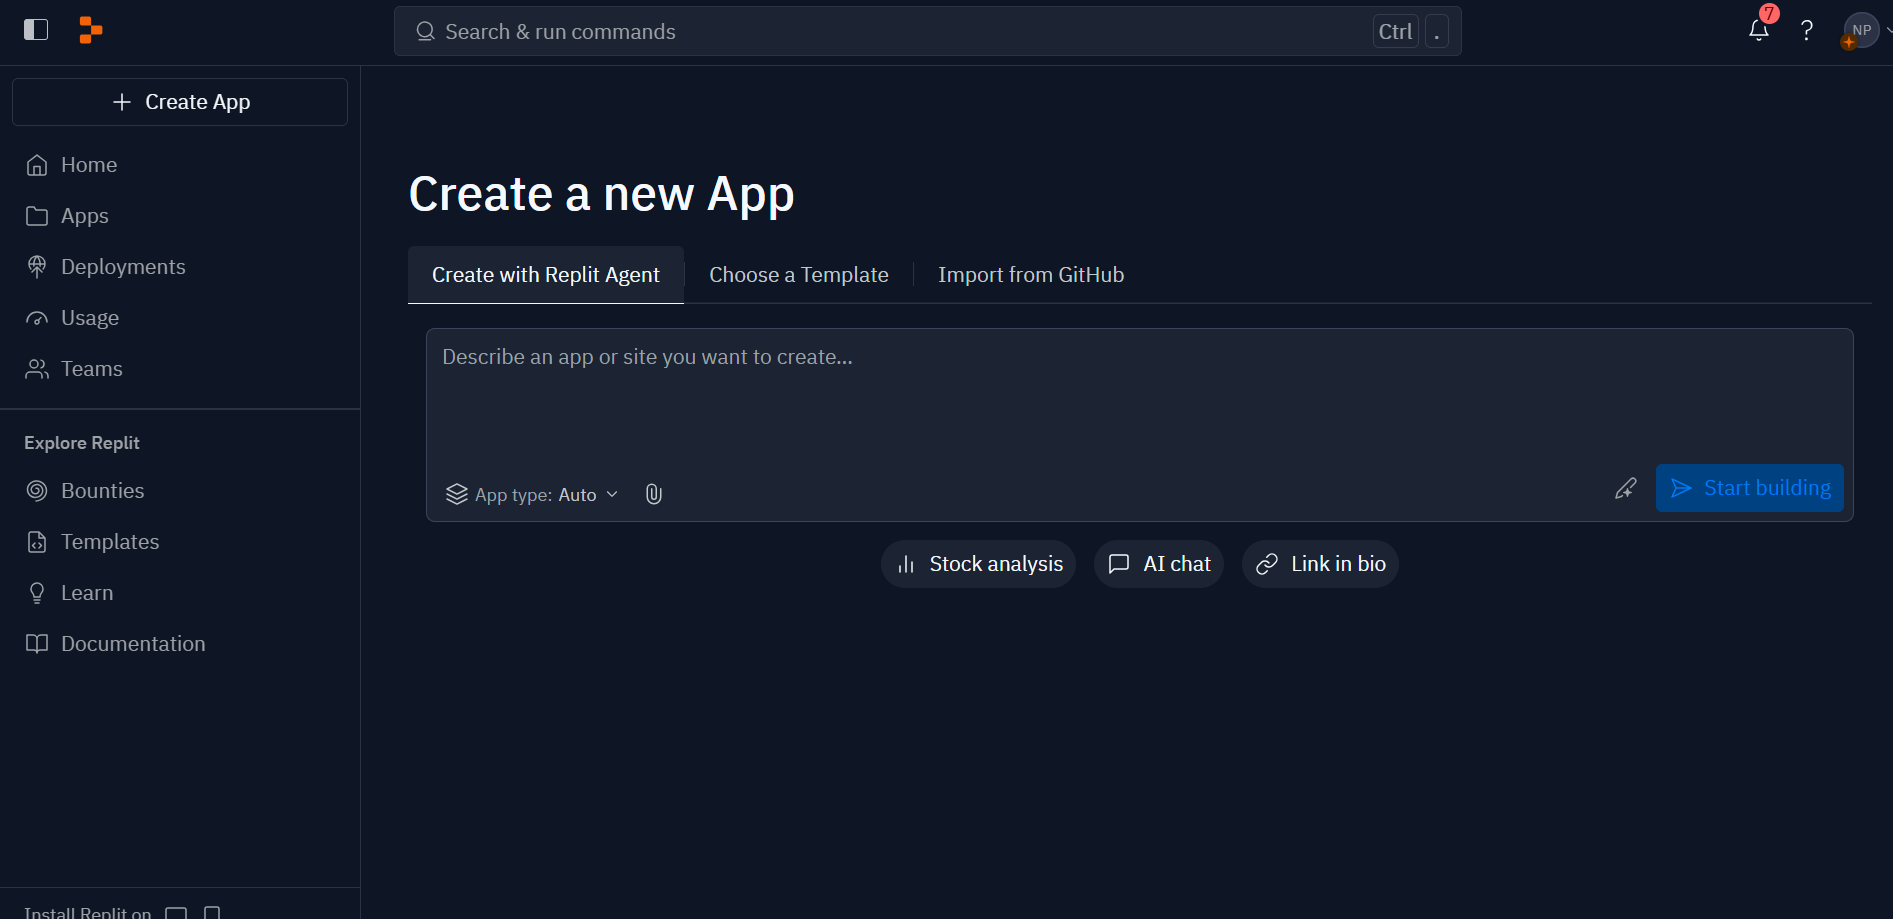 Search & run commands
Ctrl .
7
?
NP
Create App
Home
Apps
Deployments
Usage
Teams
Explore Replit
Bounties
Templates
Learn
Documentation
Install Replit on
Create a new App
Create with Replit Agent
Choose a Template
Import from GitHub
Describe an app or site you want to create...
App type: Auto
Start building
Stock analysis
AI chat
Link in bio